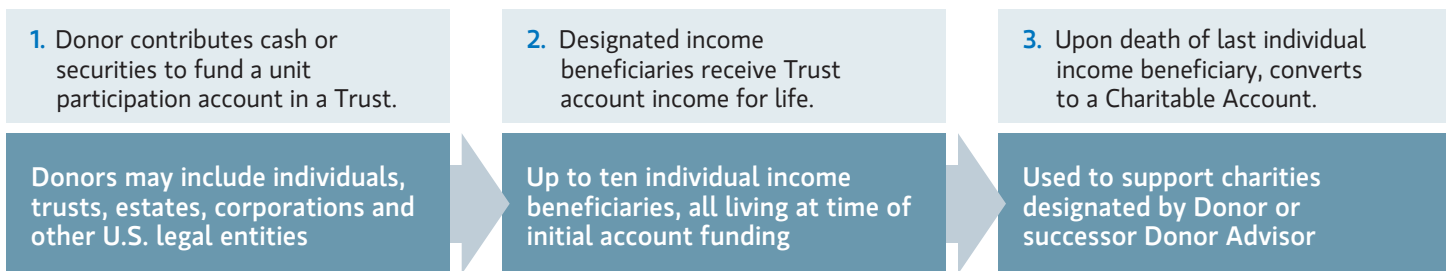 1. Donor contributes cash or
securities to fund a unit
participation account in a Trust.
Donors may include individuals,
trusts, estates, corporations and
other U.S. legal entities
2. Designated income
beneficiaries receive Trust
account income for life.
Up to ten individual income
beneficiaries, all living at time of
initial account funding
3. Upon death of last individual
income beneficiary, converts
to a Charitable Account.
Used to support charities
designated by Donor or
successor Donor Advisor